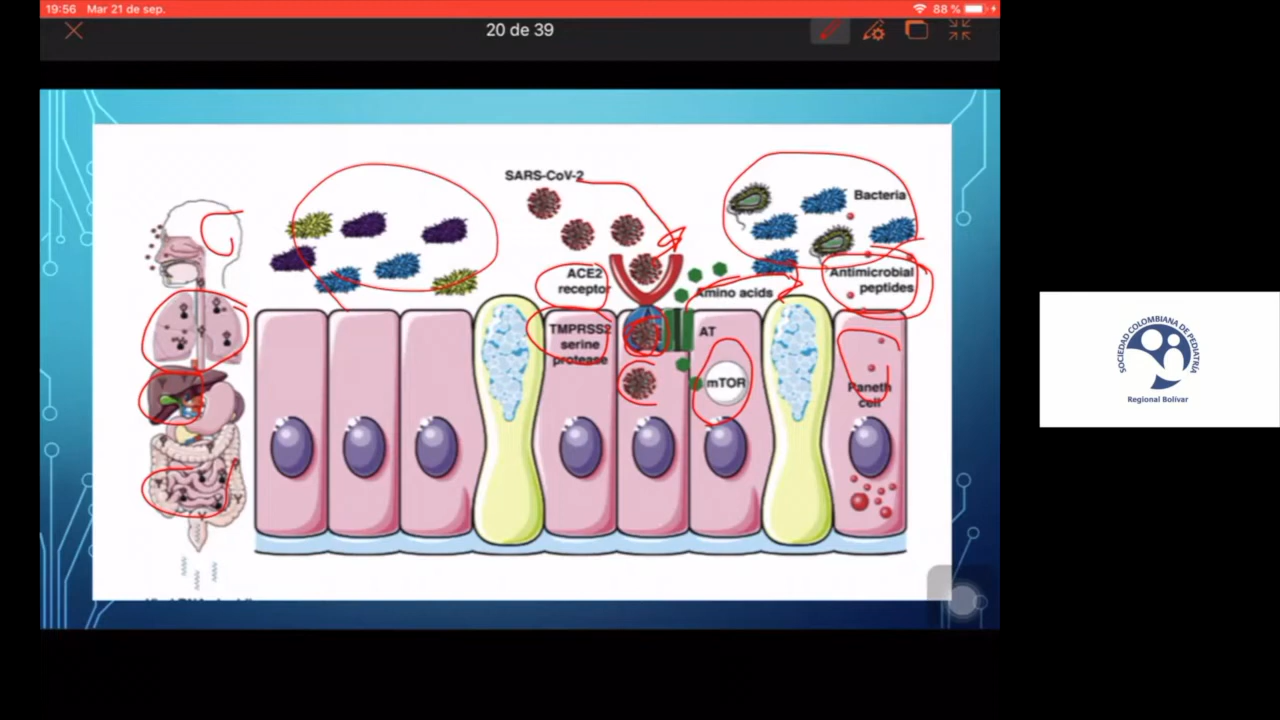 19:56 Mar 21 de sep.
88 %
20 de 39
SARS-CoV-2
Bacteria
ACE2
receptor
Antimicrobial
peptides
Amino acids
TMPRSS2
serine
protease
AT
mTOR
Paneth
cell
SOCIEDAD COLOMBIANA DE PEDIATRÍA
Regional Bolívar